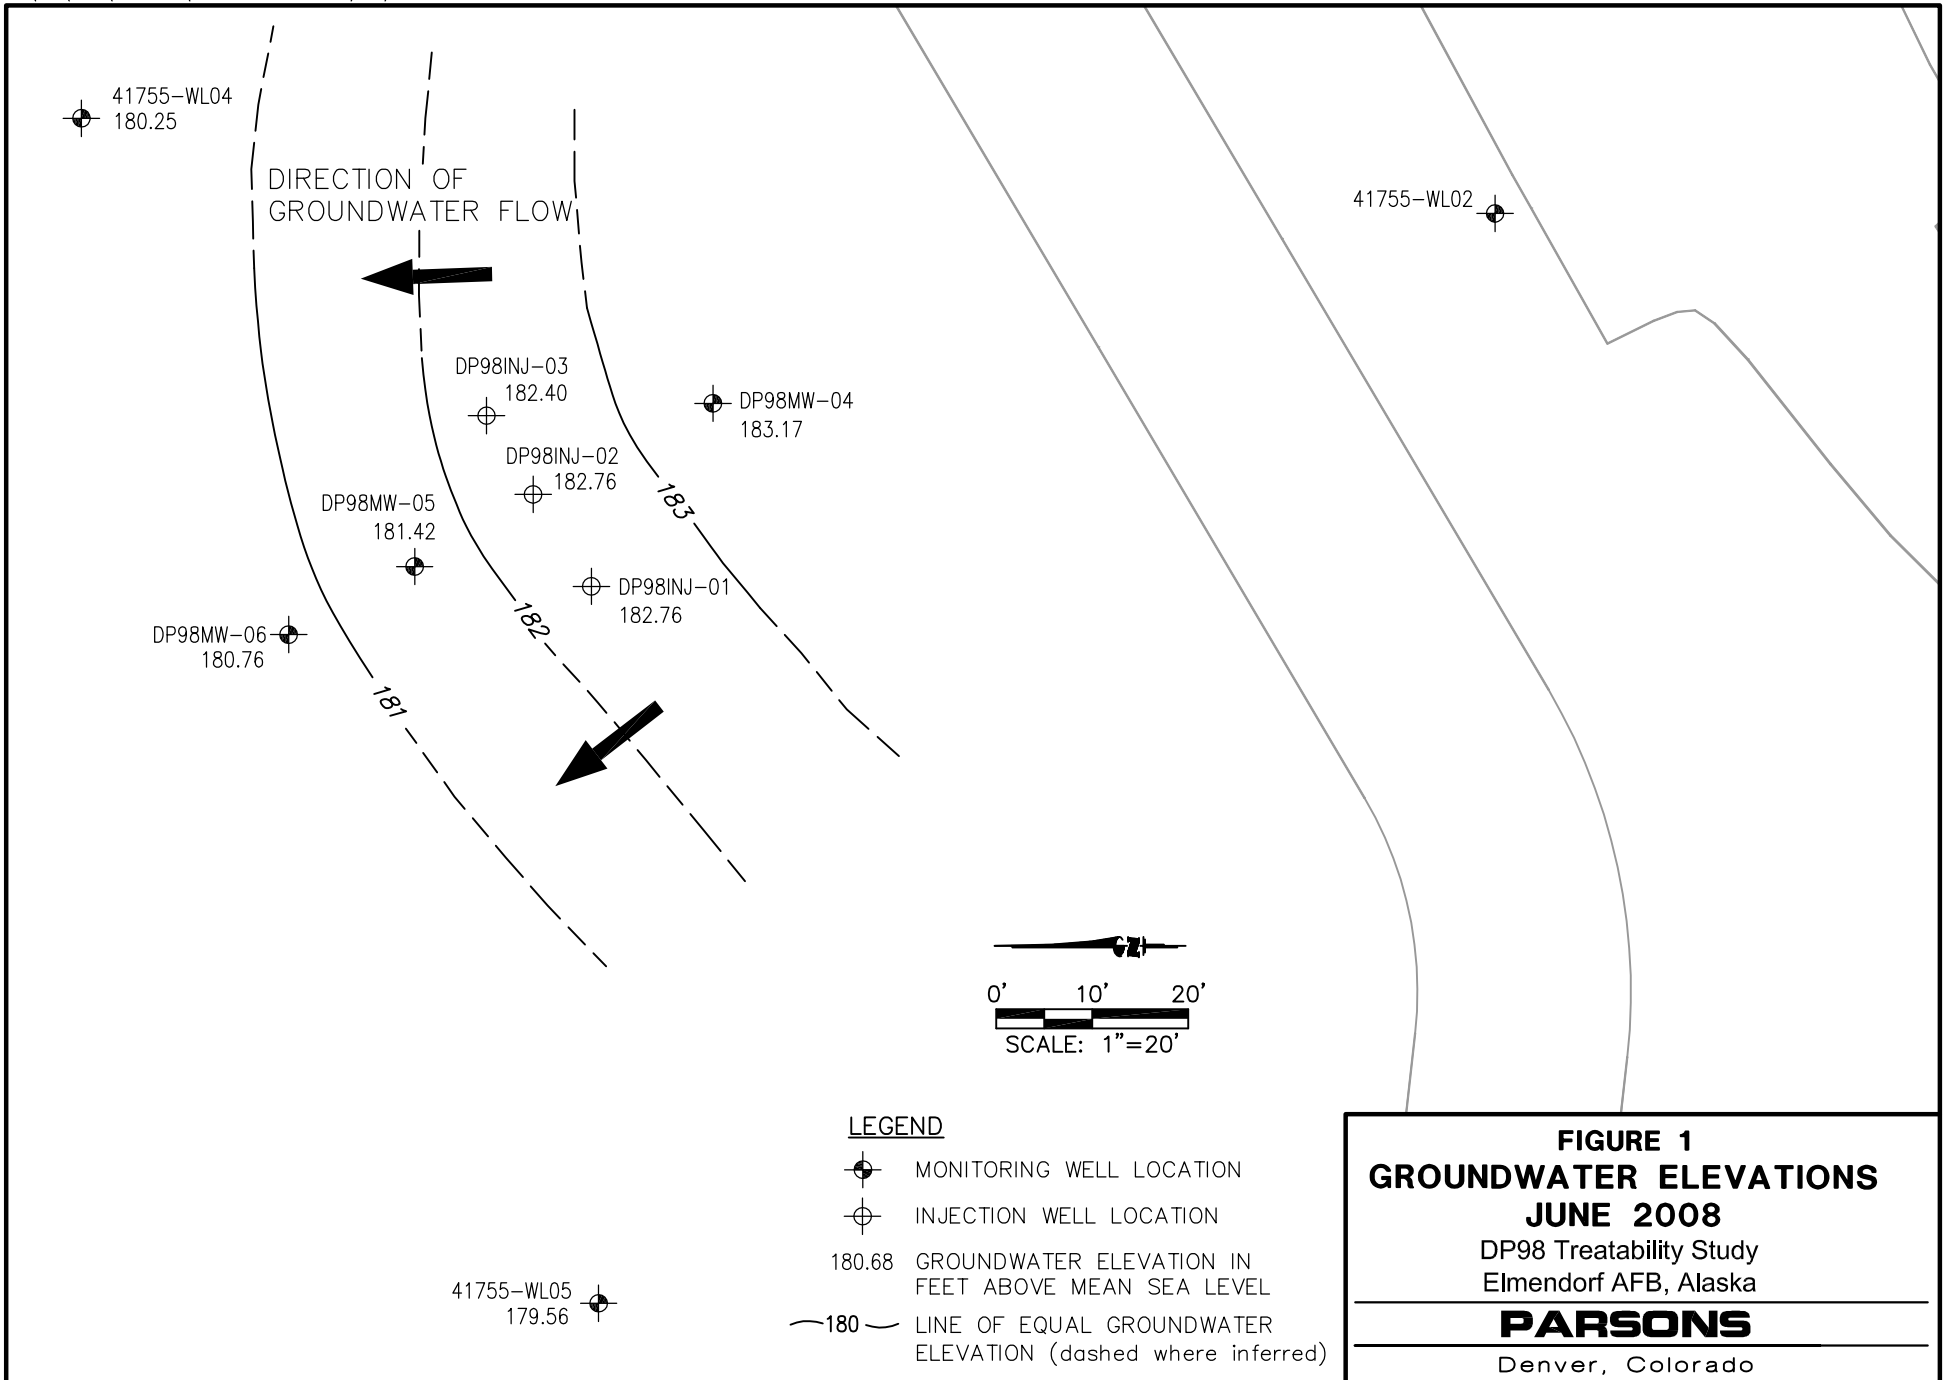 41755-WL04
180.25
DIRECTION OF
GROUNDWATER FLOW
41755-WL02
DP98INJ-03
182.40
DP98MW-04
183.17
DP98INJ-02
182.76
183
DP98MW-05
181.42
DP98INJ-01
182.76
182
DP98MW-06
180.76
181
N
0' 10' 20'
SCALE: 1"=20'
LEGEND
MONITORING WELL LOCATION
INJECTION WELL LOCATION
180.68 GROUNDWATER ELEVATION IN
FEET ABOVE MEAN SEA LEVEL
180 LINE OF EQUAL GROUNDWATER
ELEVATION (dashed where inferred)
41755-WL05
179.56
FIGURE 1
GROUNDWATER ELEVATIONS
JUNE 2008
DP98 Treatability Study
Elmendorf AFB, Alaska
PARSONS
Denver, Colorado